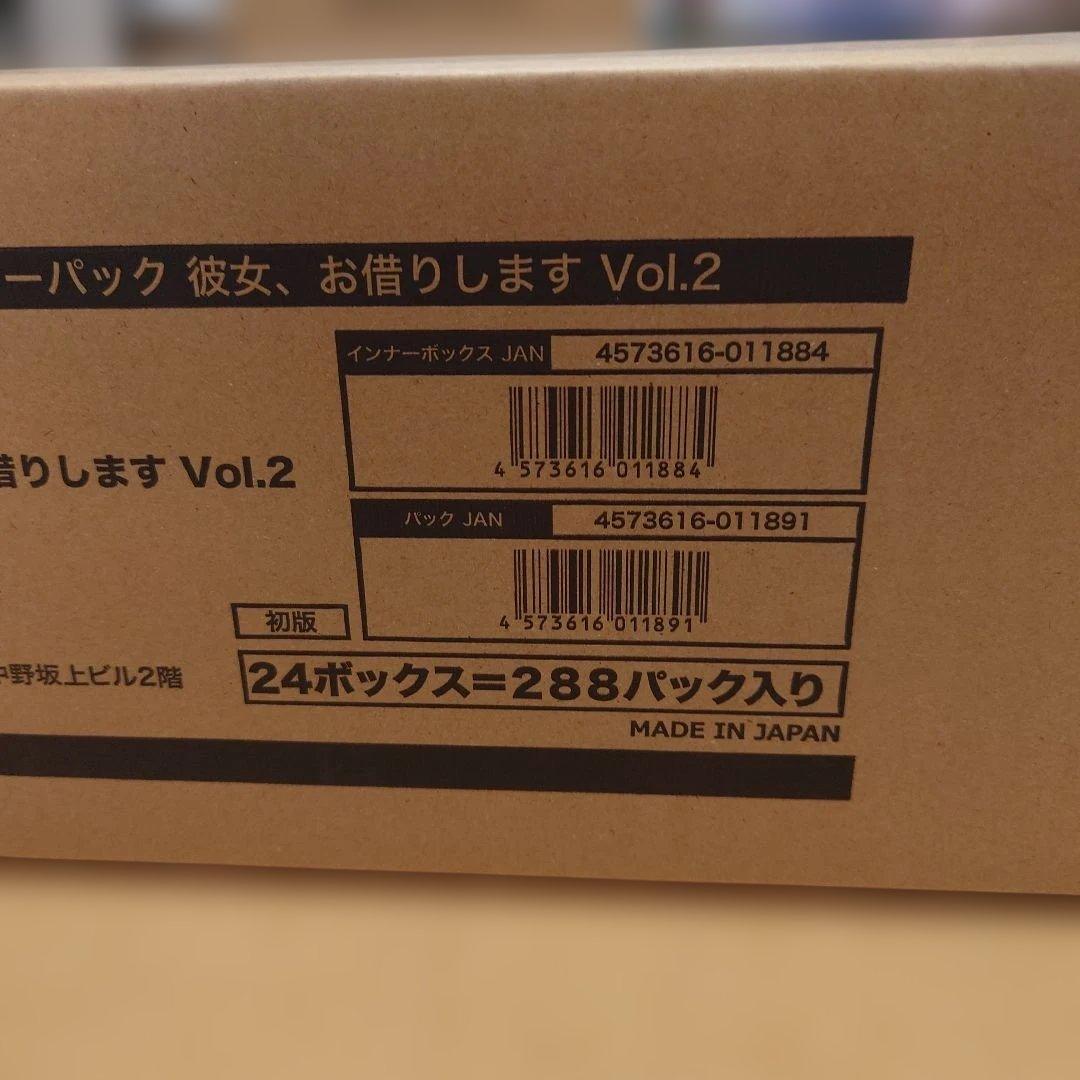 ーパック 彼女、お借りします Vol.2
インナーボックス JAN 4573616-011884
4 573616 011884
借りします Vol.2
パック JAN 4573616-011891
4 573616 011891
初版
中野坂上ビル2階
24ボックス=288パック入り
MADE IN JAPAN